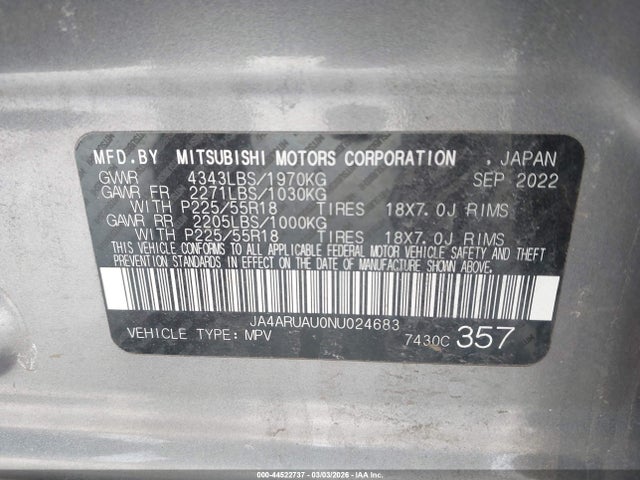 MFD.BY MITSUBISHI MOTORS CORPORATION . JAPAN
GVWR 4343LBS/1970KG SEP 2022
GAWR FR 2271LBS/1030KG
WITH P225/55R18 TIRES 18X7.0J RIMS
GAWR RR 2205LBS/1000KG
WITH P225/55R18 TIRES 18X7.0J RIMS
THIS VEHICLE CONFORMS TO ALL APPLICABLE FEDERAL MOTOR VEHICLE SAFETY AND THEFT
PREVENTION STANDARDS IN EFFECT ON THE DATE OF MANUFACTURE SHOWN ABOVE.
JA4ARUAU0NU024683
VEHICLE TYPE: MPV 7430C 357
000-44522737 - 03/03/2026 - IAAI.CA